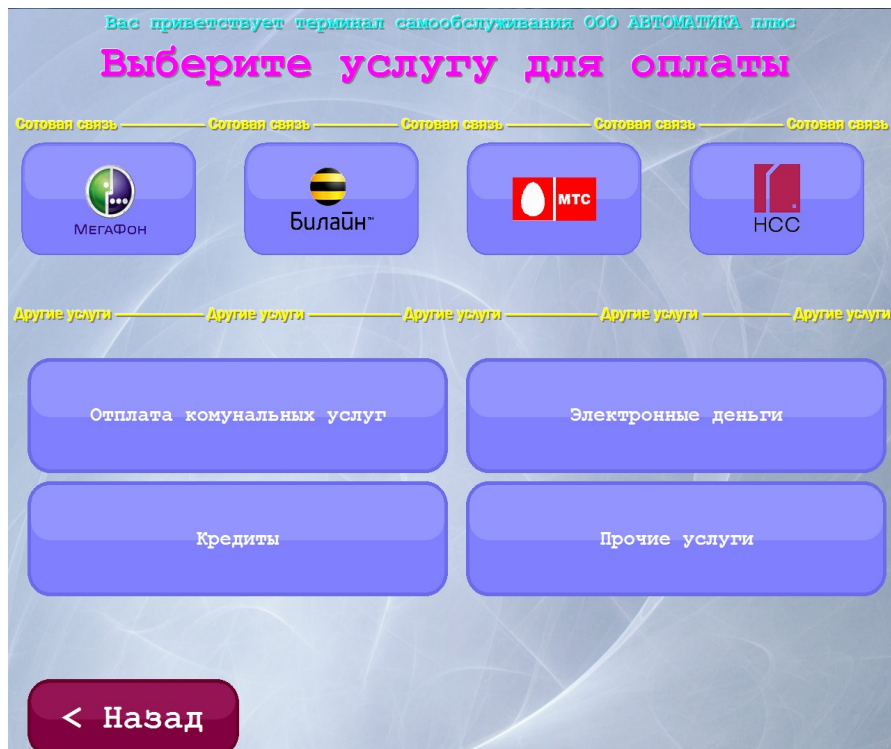 Вас приветствует терминал самообслуживания ООО АВТОМАТИКА плюс
Выберите услугу для оплаты
Сотовая связь Сотовая связь Сотовая связь Сотовая связь Сотовая связь
МЕГАФОН
Билайн™
МТС
НСС
Другие услуги Другие услуги Другие услуги Другие услуги Другие услуги
Отплата комунальных услуг
Электронные деньги
Кредиты
Прочие услуги
< Назад